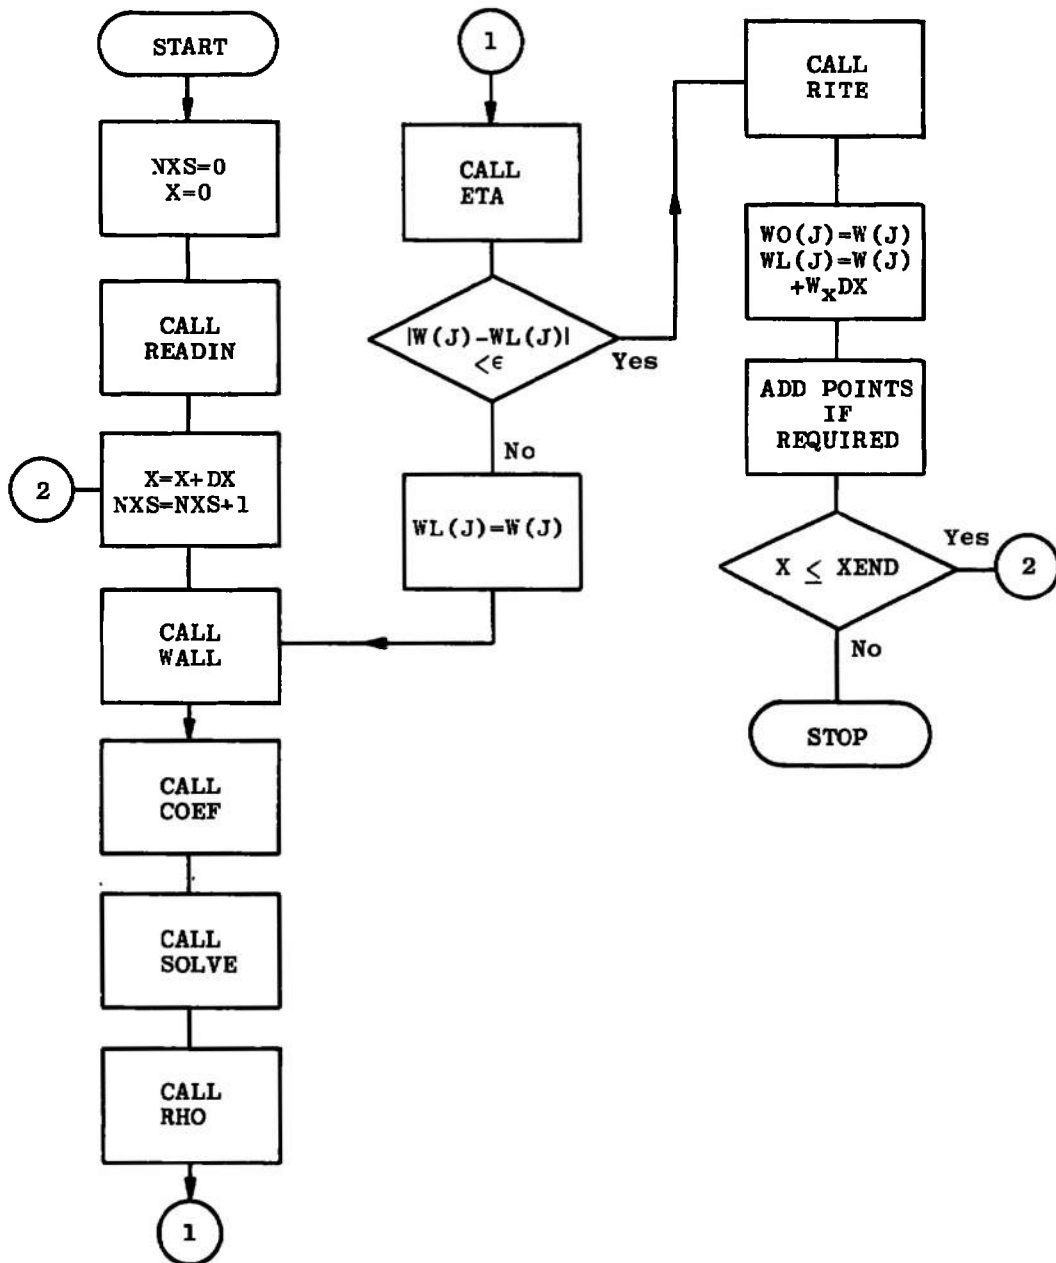 START
NXS=0
X=0
CALL
READIN
2
X=X+DX
NXS=NXS+1
CALL
WALL
CALL
COEF
CALL
SOLVE
CALL
RHO
1
1
CALL
ETA
|W(J)-WL(J)|
<ϵ
Yes
No
WL(J)=W(J)
CALL
RITE
WO(J)=W(J)
WL(J)=W(J)
+WₓDX
ADD POINTS
IF
REQUIRED
X ≤ XEND
Yes
2
No
STOP